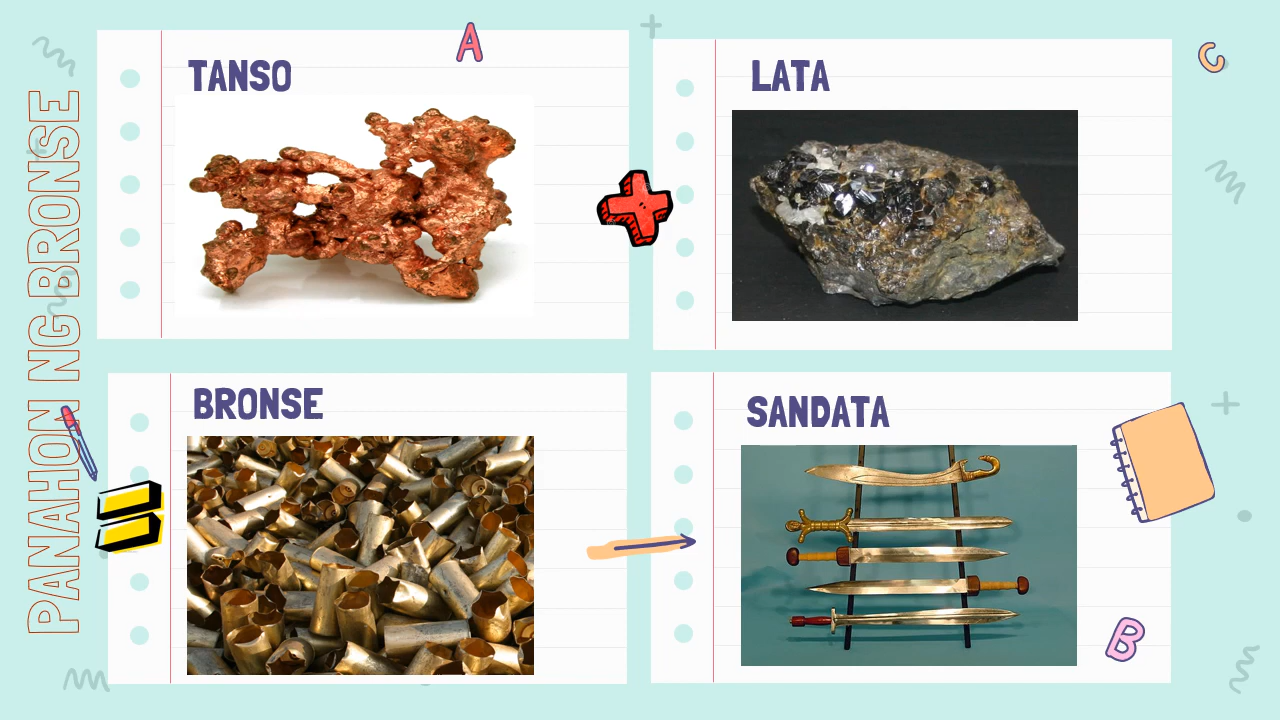 PANAHON NG BRONSE
A
C
TANSO
LATA
BRONSE
SANDATA
B